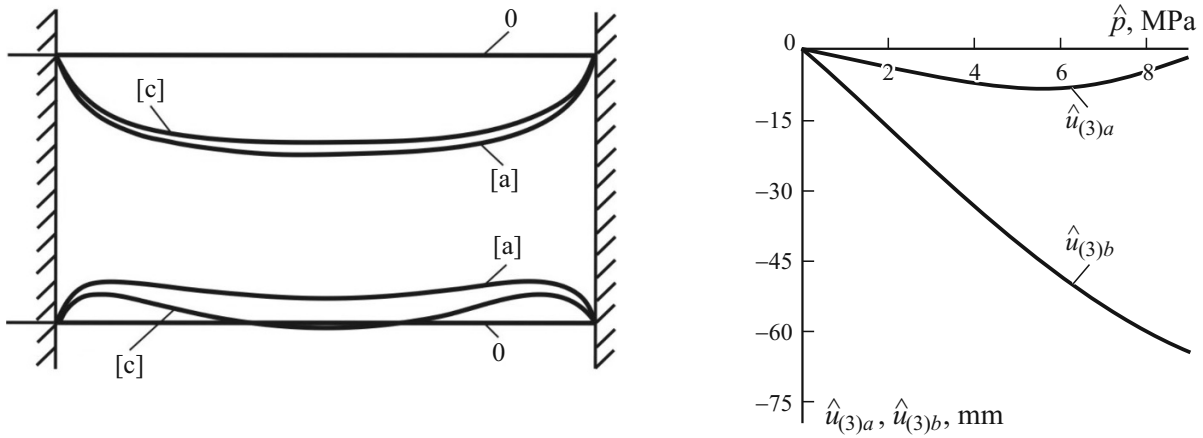 0
[c]
[a]
[a]
[c]
0
p̂, MPa
0
2
4
6
8
û(3)a
−15
−30
û(3)b
−45
−60
−75
û(3)a, û(3)b, mm